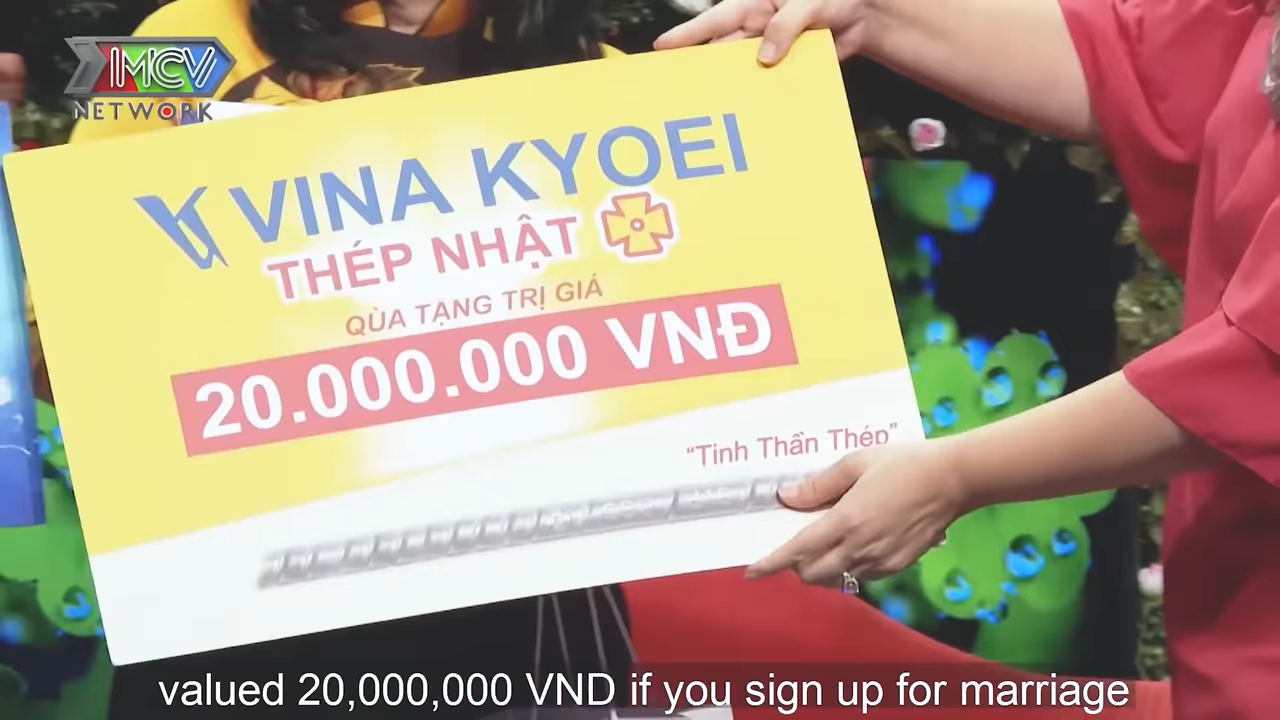 MCV
NETWORK
VINA KYOEI
THÉP NHẬT
QÙA TẠNG TRỊ GIÁ
20.000.000 VNĐ
“Tinh Thần Thép”
valued 20,000,000 VND if you sign up for marriage